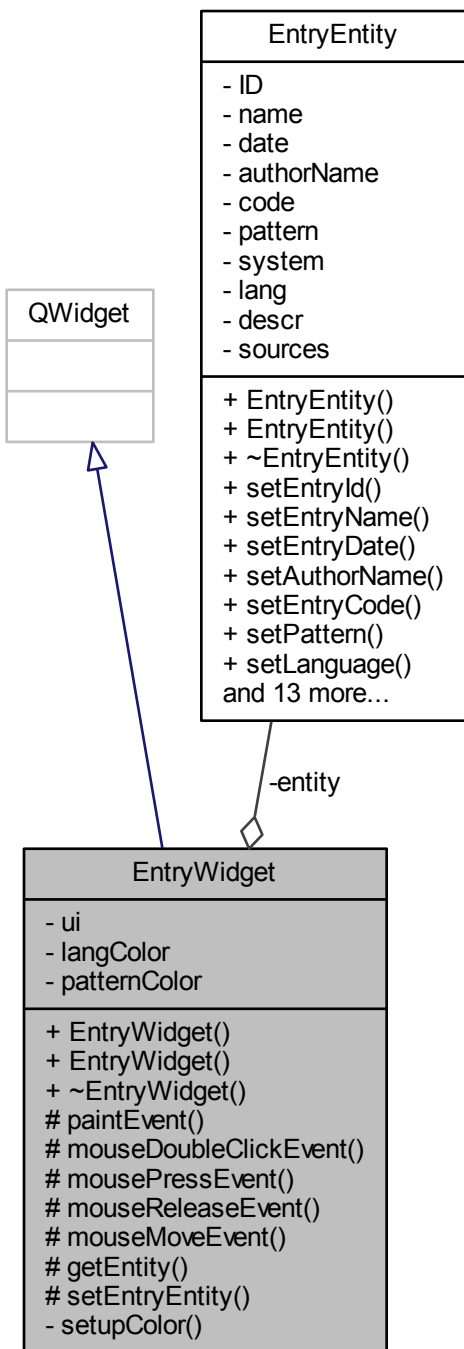 EntryEntity
- ID
- name
- date
- authorName
- code
- pattern
- system
- lang
- descr
- sources
+ EntryEntity()
+ EntryEntity()
+ ~EntryEntity()
+ setEntryId()
+ setEntryName()
+ setEntryDate()
+ setAuthorName()
+ setEntryCode()
+ setPattern()
+ setLanguage()
and 13 more...
QWidget
-entity
EntryWidget
- ui
- langColor
- patternColor
+ EntryWidget()
+ EntryWidget()
+ ~EntryWidget()
# paintEvent()
# mouseDoubleClickEvent()
# mousePressEvent()
# mouseReleaseEvent()
# mouseMoveEvent()
# getEntity()
# setEntryEntity()
- setupColor()